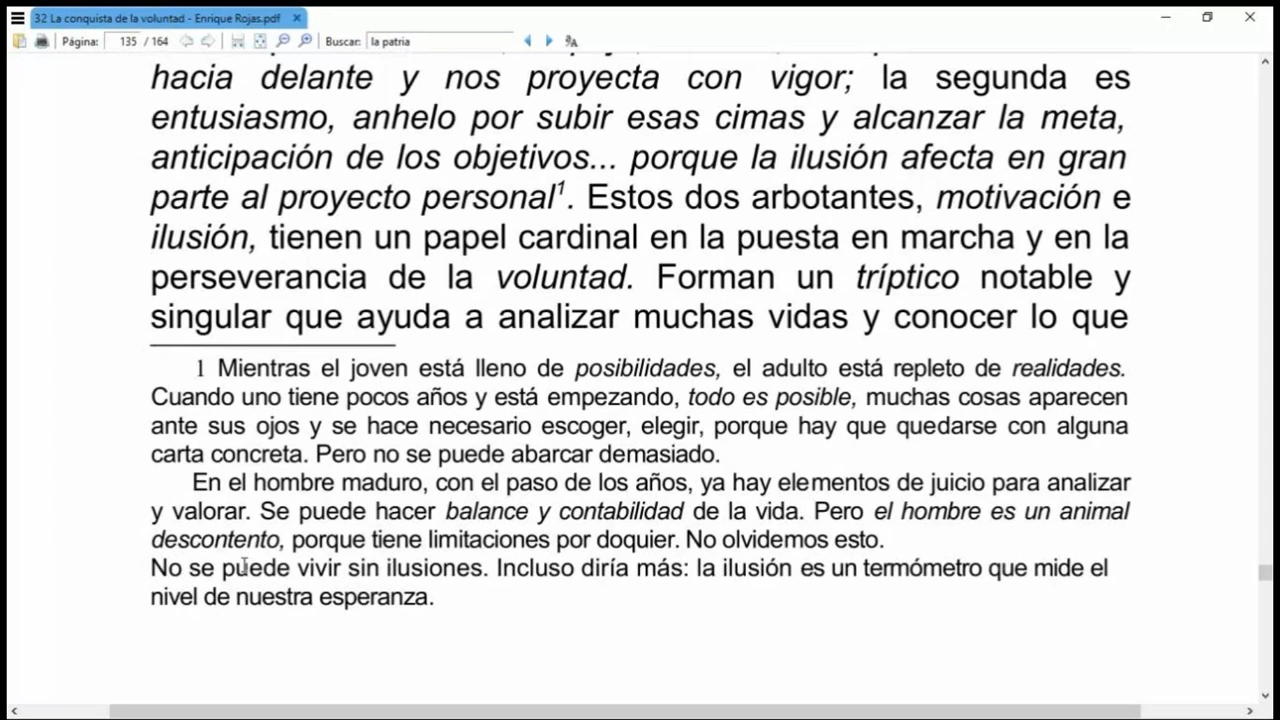 32 La conquista de la voluntad - Enrique Rojas.pdf
Página: 135 / 164 Buscar: la patria
hacia delante y nos proyecta con vigor; la segunda es
entusiasmo, anhelo por subir esas cimas y alcanzar la meta,
anticipación de los objetivos... porque la ilusión afecta en gran
parte al proyecto personal¹. Estos dos arbotantes, motivación e
ilusión, tienen un papel cardinal en la puesta en marcha y en la
perseverancia de la voluntad. Forman un tríptico notable y
singular que ayuda a analizar muchas vidas y conocer lo que
1 Mientras el joven está lleno de posibilidades, el adulto está repleto de realidades.
Cuando uno tiene pocos años y está empezando, todo es posible, muchas cosas aparecen
ante sus ojos y se hace necesario escoger, elegir, porque hay que quedarse con alguna
carta concreta. Pero no se puede abarcar demasiado.
En el hombre maduro, con el paso de los años, ya hay elementos de juicio para analizar
y valorar. Se puede hacer balance y contabilidad de la vida. Pero el hombre es un animal
descontento, porque tiene limitaciones por doquier. No olvidemos esto.
No se puede vivir sin ilusiones. Incluso diría más: la ilusión es un termómetro que mide el
nivel de nuestra esperanza.